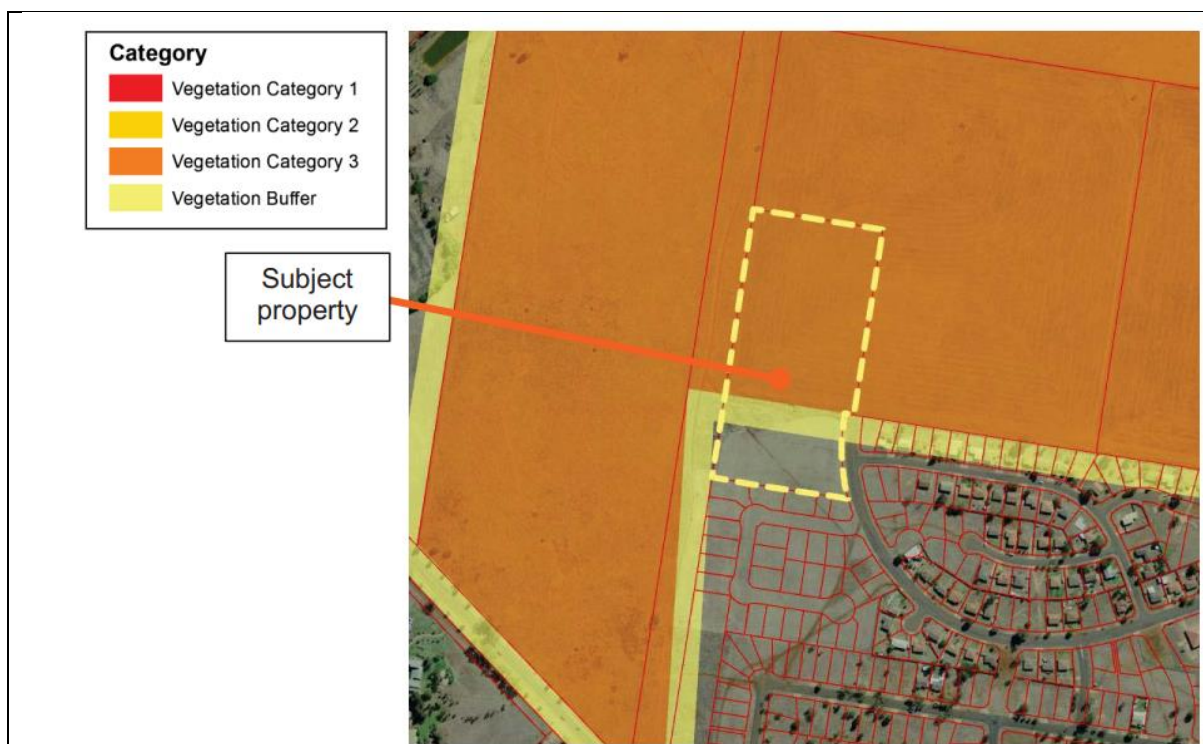 Category
Vegetation Category 1
Vegetation Category 2
Vegetation Category 3
Vegetation Buffer
Subject
property